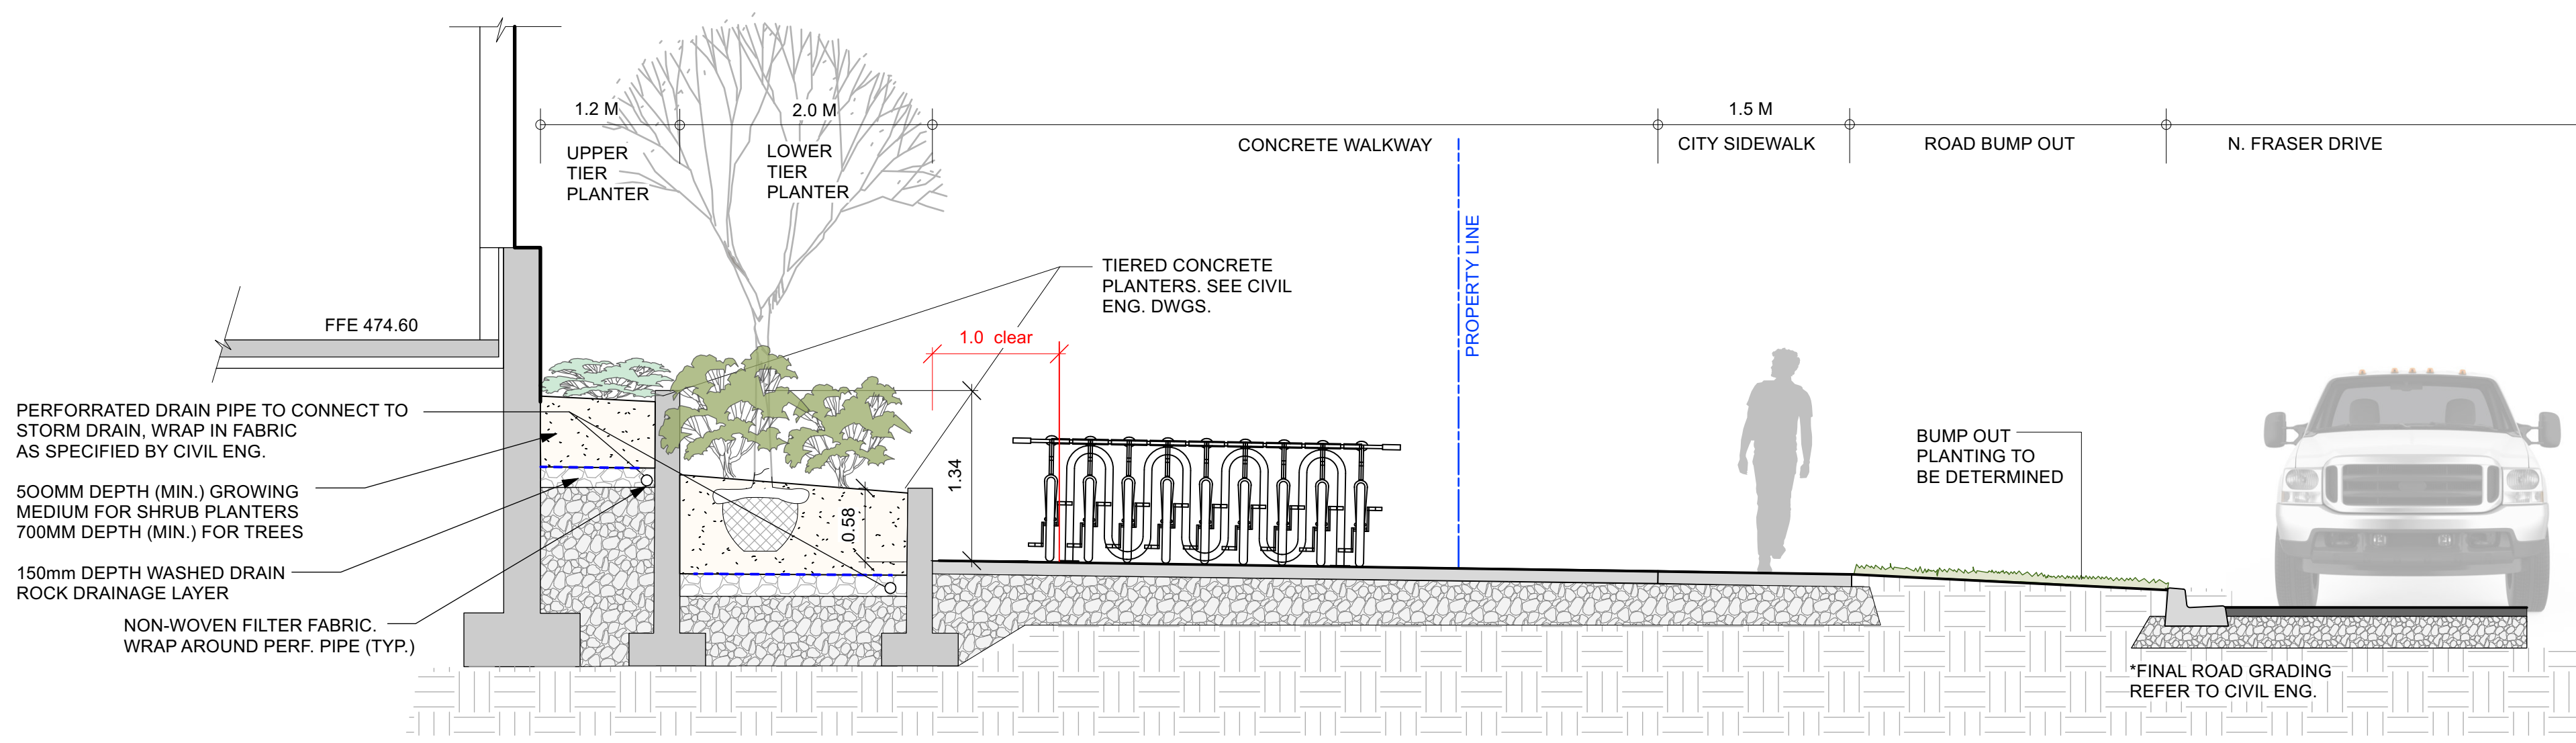 1.2 M
2.0 M
1.5 M
UPPER
TIER
PLANTER
LOWER
TIER
PLANTER
CONCRETE WALKWAY
CITY SIDEWALK
ROAD BUMP OUT
N. FRASER DRIVE
PROPERTY LINE
TIERED CONCRETE
PLANTERS. SEE CIVIL
ENG. DWGS.
FFE 474.60
1.0 clear
PERFORRATED DRAIN PIPE TO CONNECT TO
STORM DRAIN, WRAP IN FABRIC
AS SPECIFIED BY CIVIL ENG.
5OOMM DEPTH (MIN.) GROWING
MEDIUM FOR SHRUB PLANTERS
700MM DEPTH (MIN.) FOR TREES
150mm DEPTH WASHED DRAIN
ROCK DRAINAGE LAYER
NON-WOVEN FILTER FABRIC.
WRAP AROUND PERF. PIPE (TYP.)
0.58
1.34
BUMP OUT
PLANTING TO
BE DETERMINED
*FINAL ROAD GRADING
REFER TO CIVIL ENG.